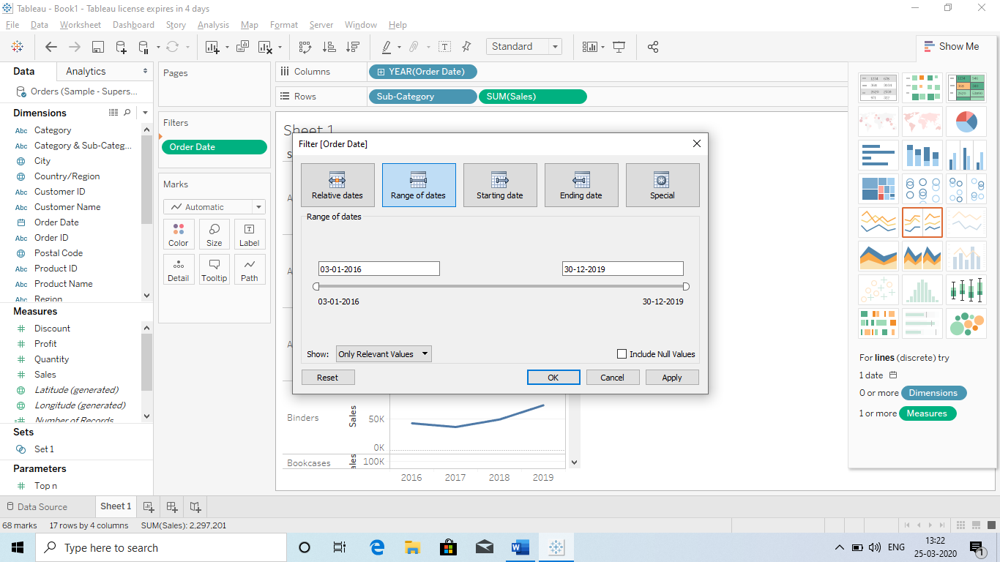 Tableau - Book1 - Tableau license expires in 4 days
File Data Worksheet Dashboard Story Analysis Map Format Server Window Help
Standard
Show Me
Data Analytics
Orders (Sample - Supers...
Dimensions
Abc Category
Abc Category & Sub-Categ...
City
Country/Region
Abc Customer ID
Abc Customer Name
Order Date
Abc Order ID
Postal Code
Abc Product ID
Abc Product Name
Abc Region
Measures
Discount
Profit
Quantity
Sales
Latitude (generated)
Longitude (generated)
Number of Records
Sets
Set 1
Parameters
Top n
Pages
Filters
Order Date
Marks
Automatic
Color Size Label
Detail Tooltip Path
Columns YEAR(Order Date)
Rows Sub-Category SUM(Sales)
Sheet 1
Filter [Order Date]
Relative dates Range of dates Starting date Ending date Special
Range of dates
03-01-2016 30-12-2019
03-01-2016 30-12-2019
Show: Only Relevant Values Include Null Values
Reset OK Cancel Apply
Binders Sales 50K
0K
Bookcases 100K
2016 2017 2018 2019
For lines (discrete) try
1 date
0 or more Dimensions
1 or more Measures
Data Source Sheet 1
68 marks 17 rows by 4 columns SUM(Sales): 2,297,201
Type here to search
ENG 13:22
25-03-2020
1